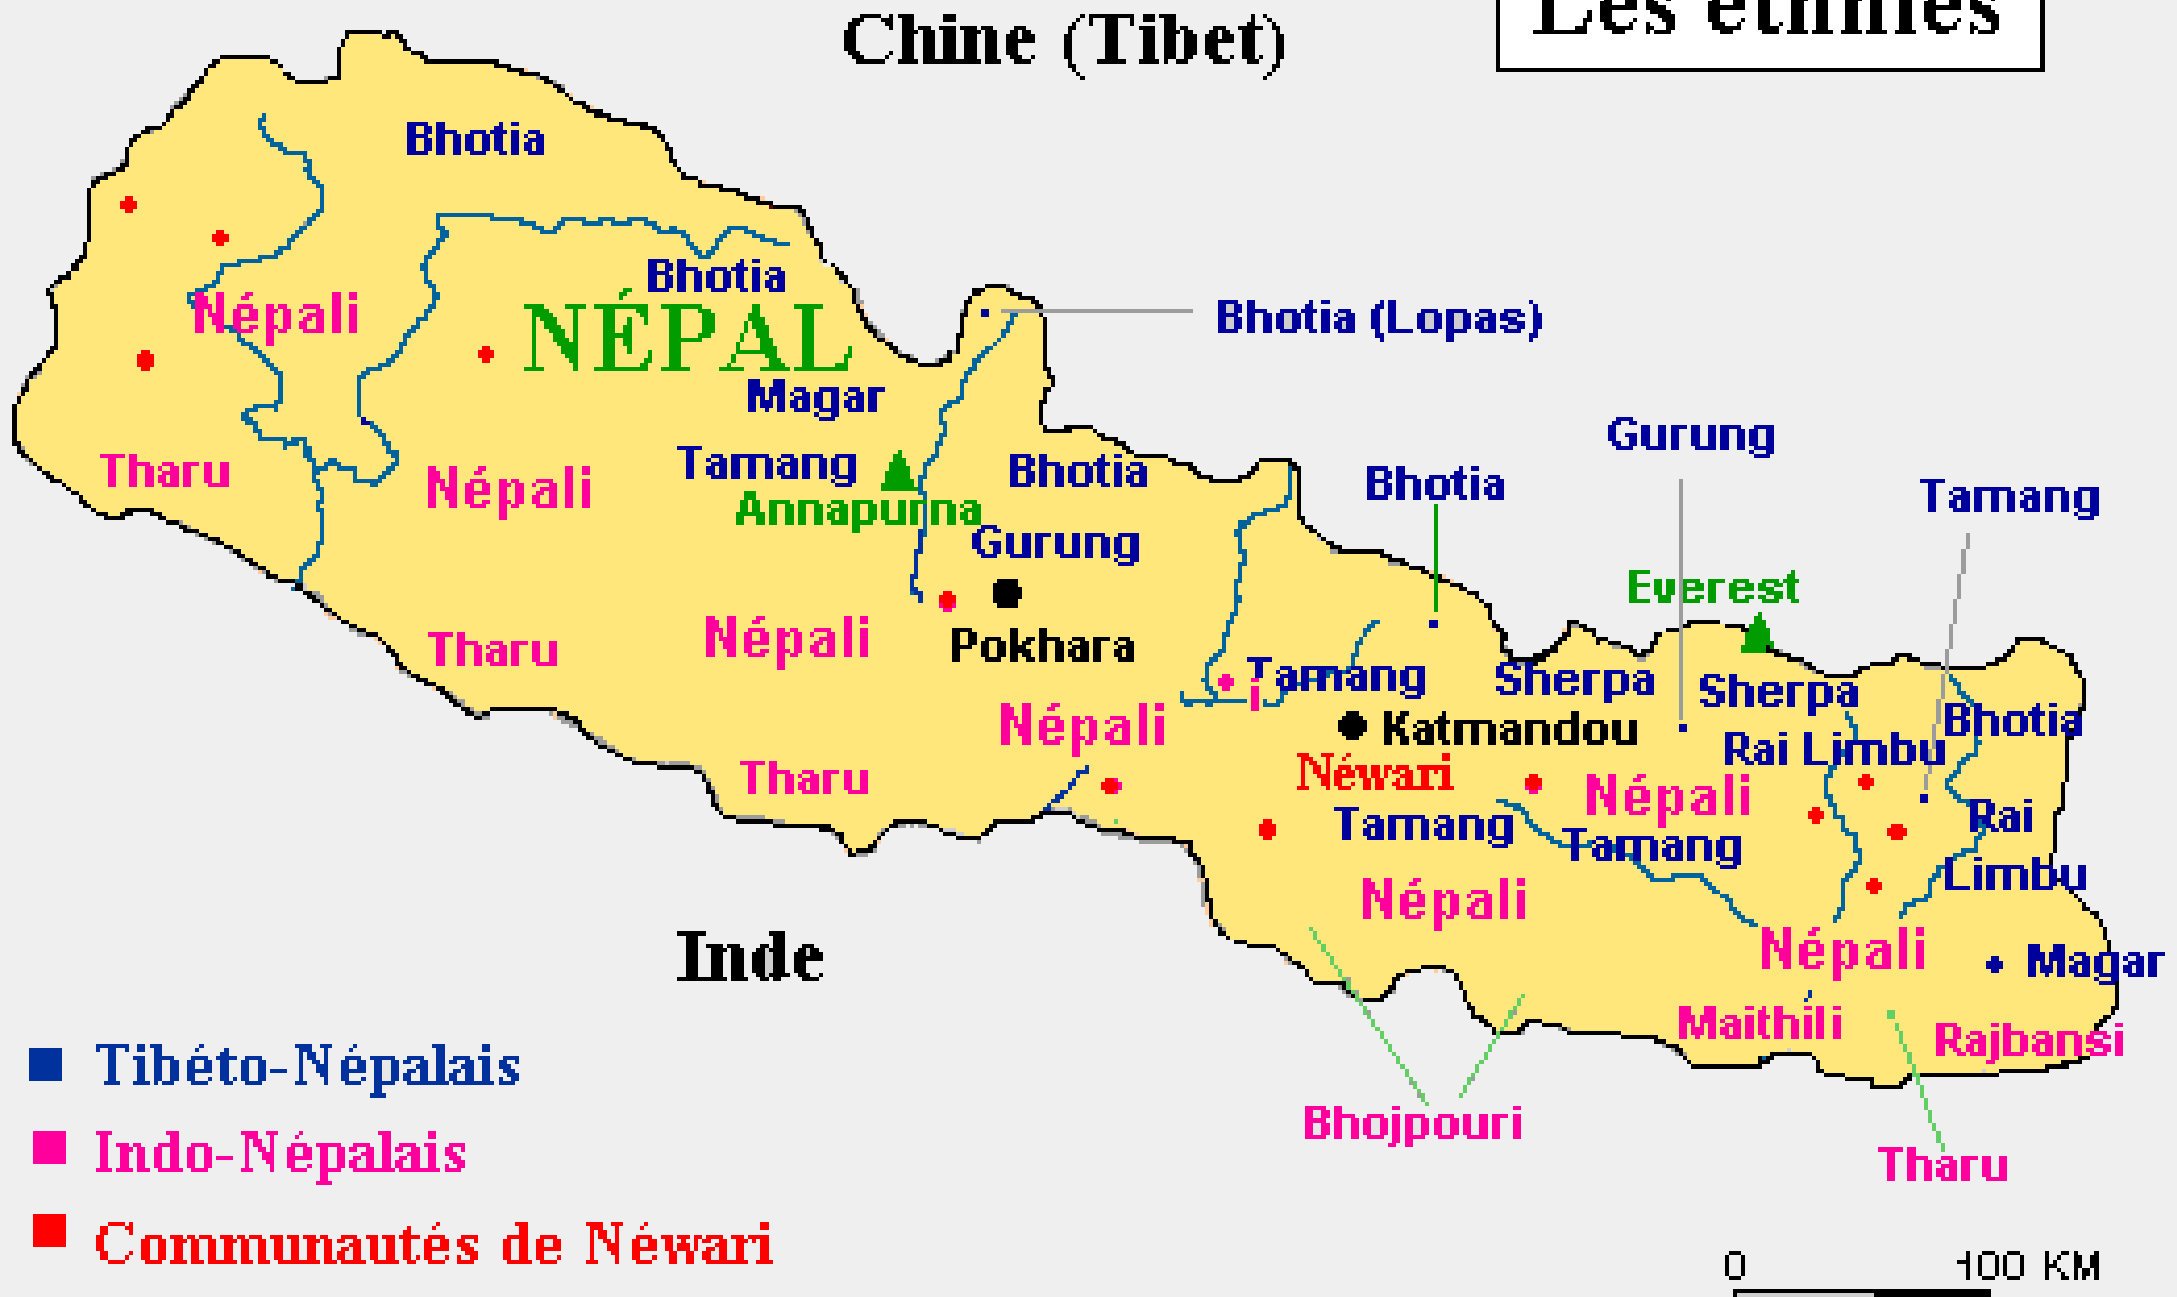 Chine (Tibet)
Les ethnies
Bhotia
Bhotia
Népali
NÉPAL
Bhotia (Lopas)
Magar
Gurung
Tharu
Népali
Tamang
Bhotia
Bhotia
Tamang
Annapurna
Gurung
Everest
Tharu
Népali
Pokhara
Tamang
Sherpa
Sherpa
i
Népali
Katmandou
Bhotia
Rai Limbu
Tharu
Néwari
Népali
Tamang
Tamang
Rai
Limbu
Népali
Inde
Népali
Magar
Maithili
Rajbansi
Tibéto-Népalais
Bhojpouri
Indo-Népalais
Tharu
Communautés de Néwari
0 100 KM